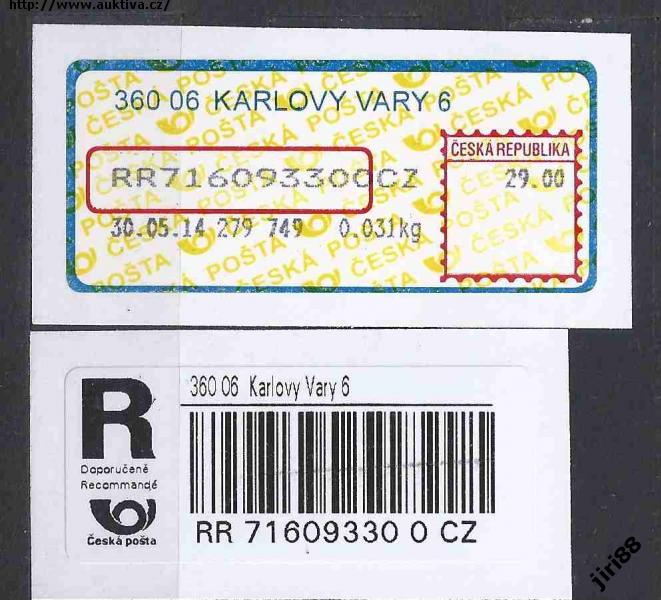 http://www.auktiva.cz/
360 06 KARLOVY VARY 6
ČESKÁ REPUBLIKA
RR716093300CZ
29.00
30.05.14 279 749 0.031kg
R
360 06 Karlovy Vary 6
Doporučeně
Recommandé
Česká pošta
RR 71609330 0 CZ
jiri88